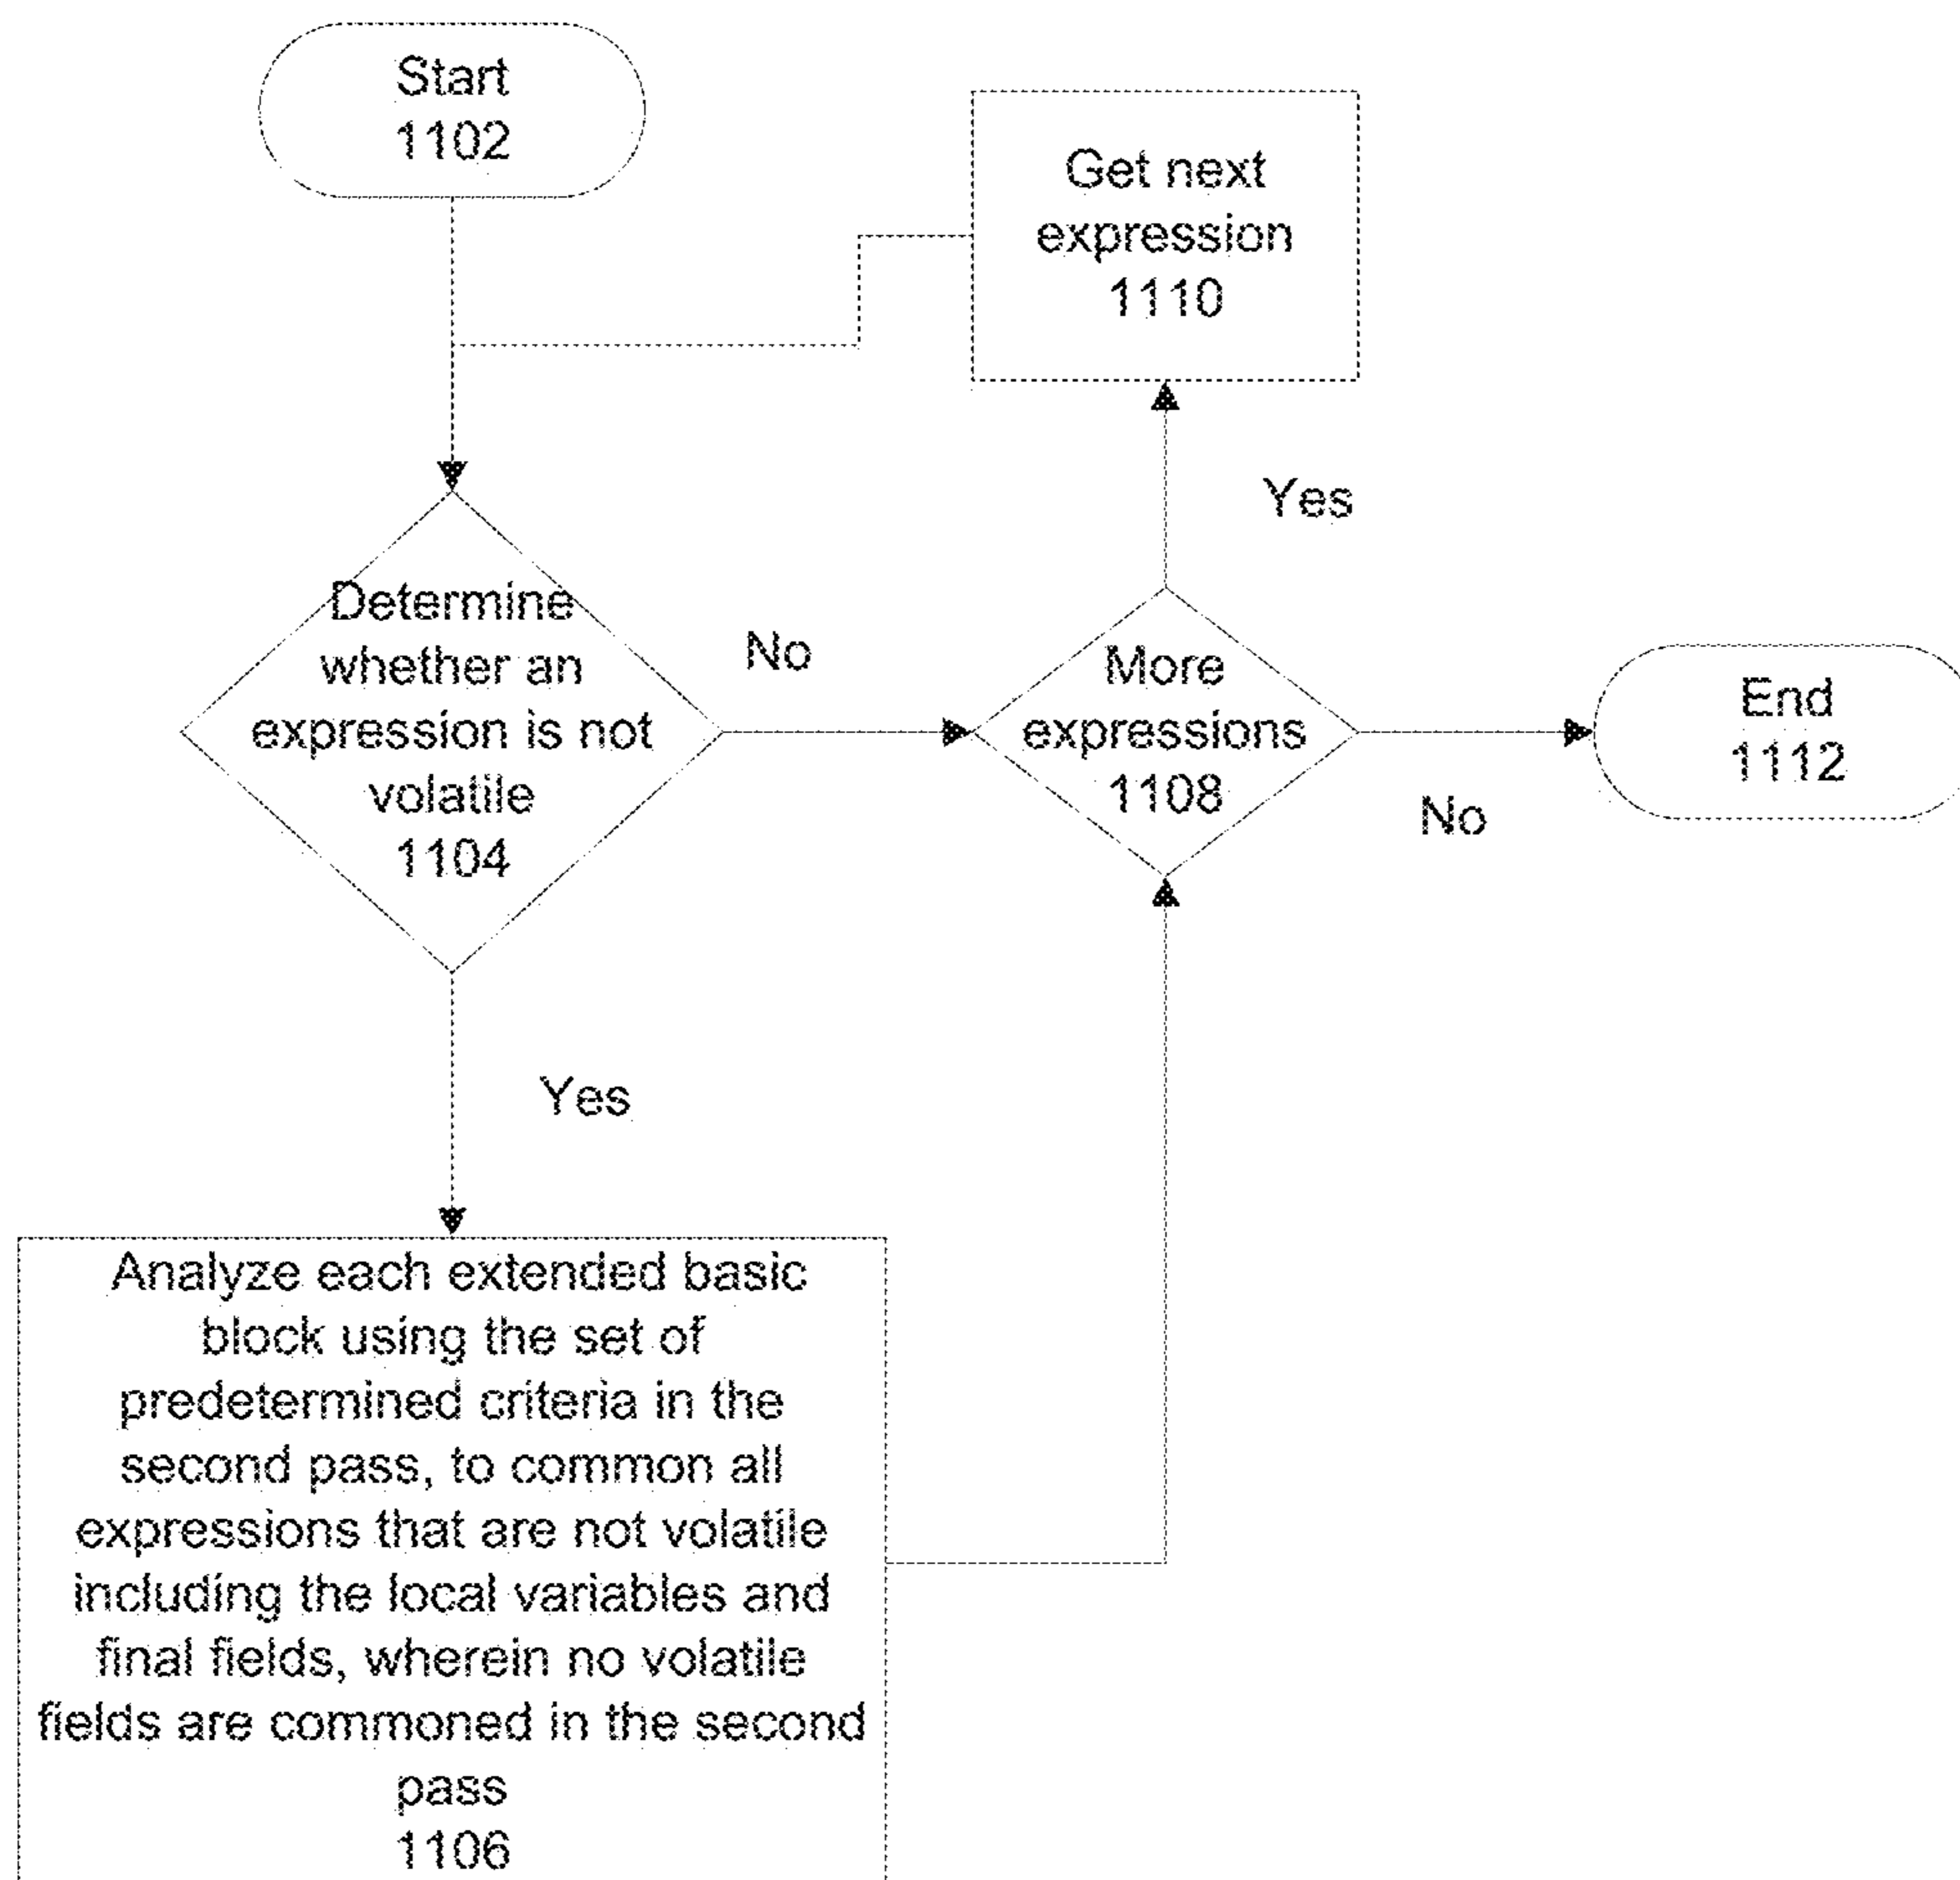 Start
1102
Get next
expression
1110
Yes
Determine
whether an
expression is not
volatile
1104
No
More
expressions
1108
No
End
1112
Yes
Analyze each extended basic
block using the set of
predetermined criteria in the
second pass, to common all
expressions that are not volatile
including the local variables and
final fields, wherein no volatile
fields are commoned in the second
pass
1106